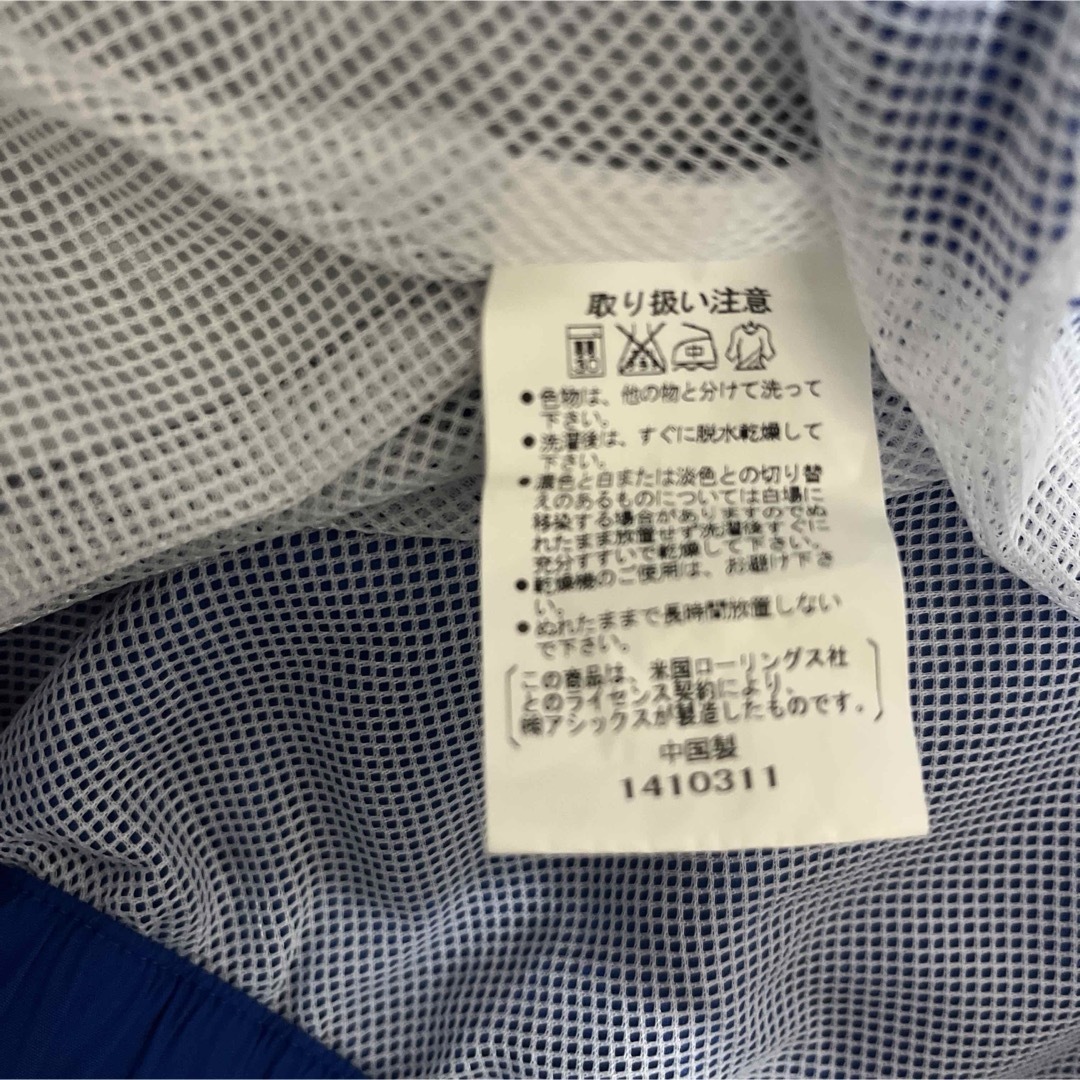 取り扱い注意
30 中
●色物は、他の物と分けて洗って
下さい。
●洗濯後は、すぐに脱水乾燥して
下さい。
●濃色と白または淡色との切り替
えのあるものについては白場に
移染する場合がありますのでぬ
れたまま放置せず洗濯後すぐに
充分すすいで乾燥して下さい。
●乾燥機のご使用は、お避け下さ
い。
●ぬれたままで長時間放置しない
で下さい。
この商品は、米国ローリングス社
とのライセンス契約により、
㈱アシックスが製造したものです。
中国製
1410311